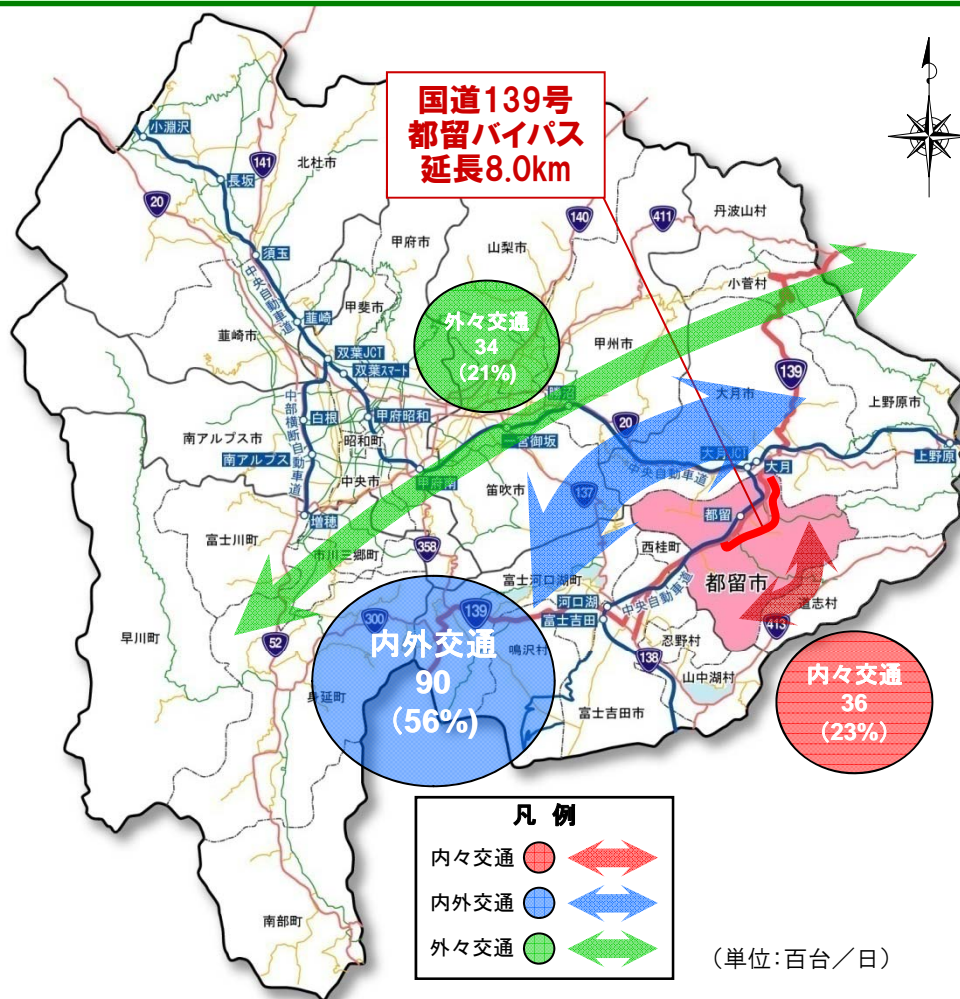 国道139号
都留バイパス
延長8.0km
小淵沢
141
北杜市
長坂
20
140
411
丹波山村
甲府市
山梨市
須玉
小菅村
中央自動車道
甲斐市
韮崎
外々交通
34
(21%)
甲州市
韮崎市
双葉JCT
双葉スマート
139
大月市
上野原市
勝沼
白根
甲府昭和
20
南アルプス市
昭和町
一宮御坂
中部横断自動車道
南アルプス
大月JCT
大月
上野原
中央自動車道
中央市
甲府南
笛吹市
137
増穂
都留
富士川町
市川三郷町
358
西桂町
富士河口湖町
都留市
河口湖
中央自動車道
道志村
早川町
52
300
139
富士吉田
413
内外交通
90
(56%)
鳴沢村
忍野村
138
山中湖村
内々交通
36
(23%)
身延町
富士吉田市
凡 例
内々交通
内外交通
外々交通
南部町
(単位:百台/日)